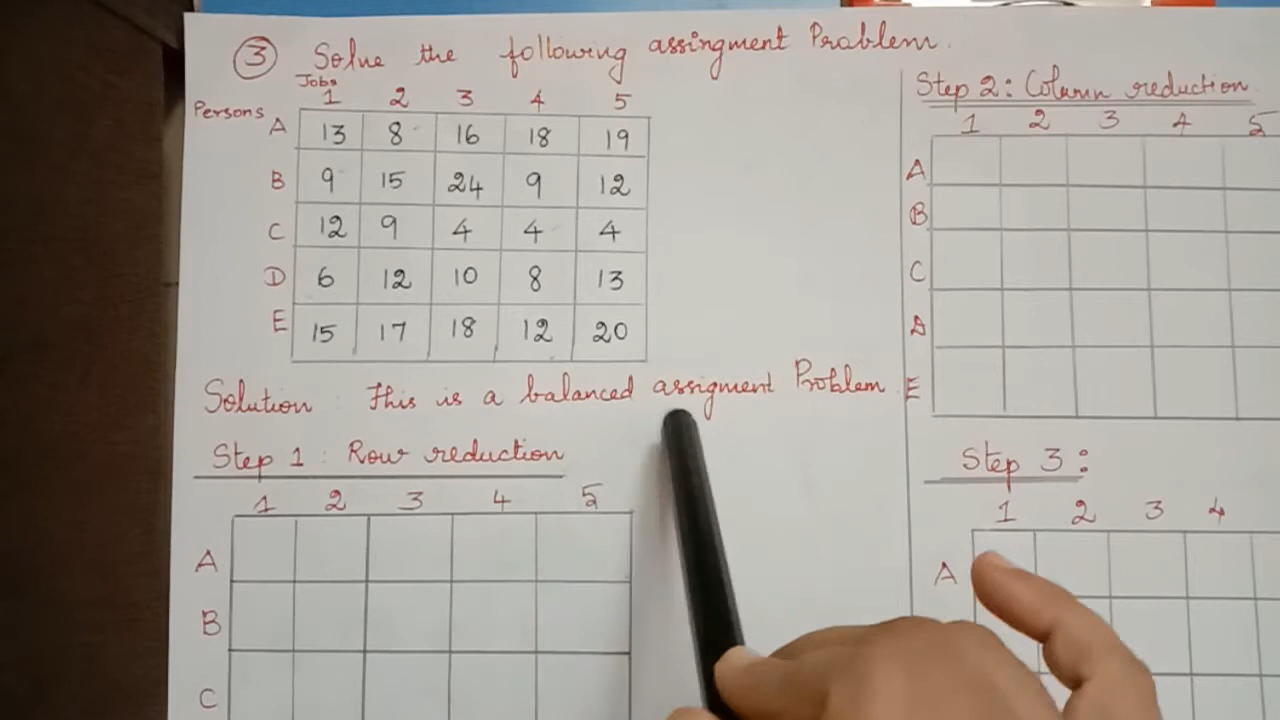 3 Solve the following assingment Problem.
Jobs
Persons 1 2 3 4 5
A 13 8 16 18 19
B 9 15 24 9 12
C 12 9 4 4 4
D 6 12 10 8 13
E 15 17 18 12 20
Solution : This is a balanced assigment Problem.
Step 1 : Row reduction
1 2 3 4 5
A
B
C
Step 2: Column reduction
1 2 3 4 5
A
B
C
D
E
Step 3 :
1 2 3 4
A